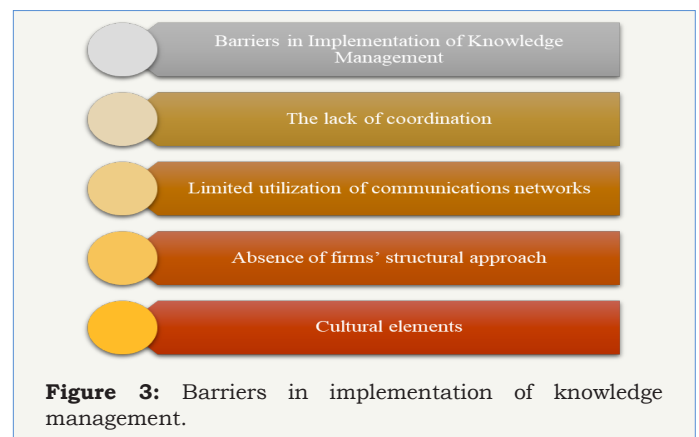 Barriers in Implementation of Knowledge
Management
The lack of coordination
Limited utilization of communications networks
Absence of firms' structural approach
Cultural elements
Figure 3: Barriers in implementation of knowledge
management.